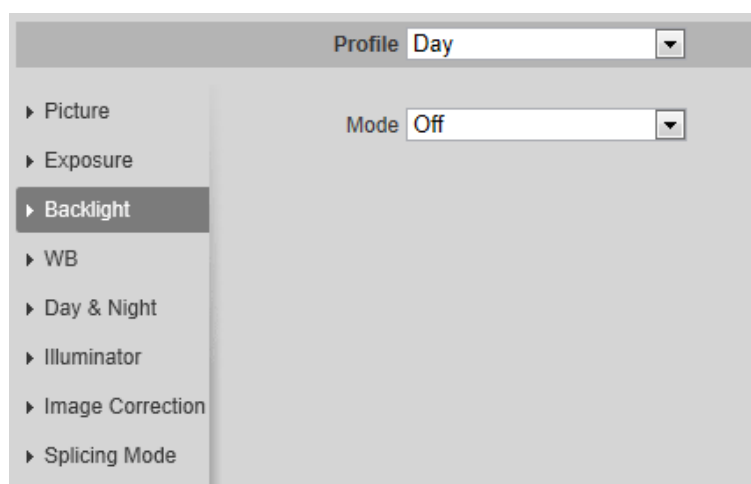 Profile Day
Picture
Mode Off
Exposure
Backlight
WB
Day & Night
Illuminator
Image Correction
Splicing Mode